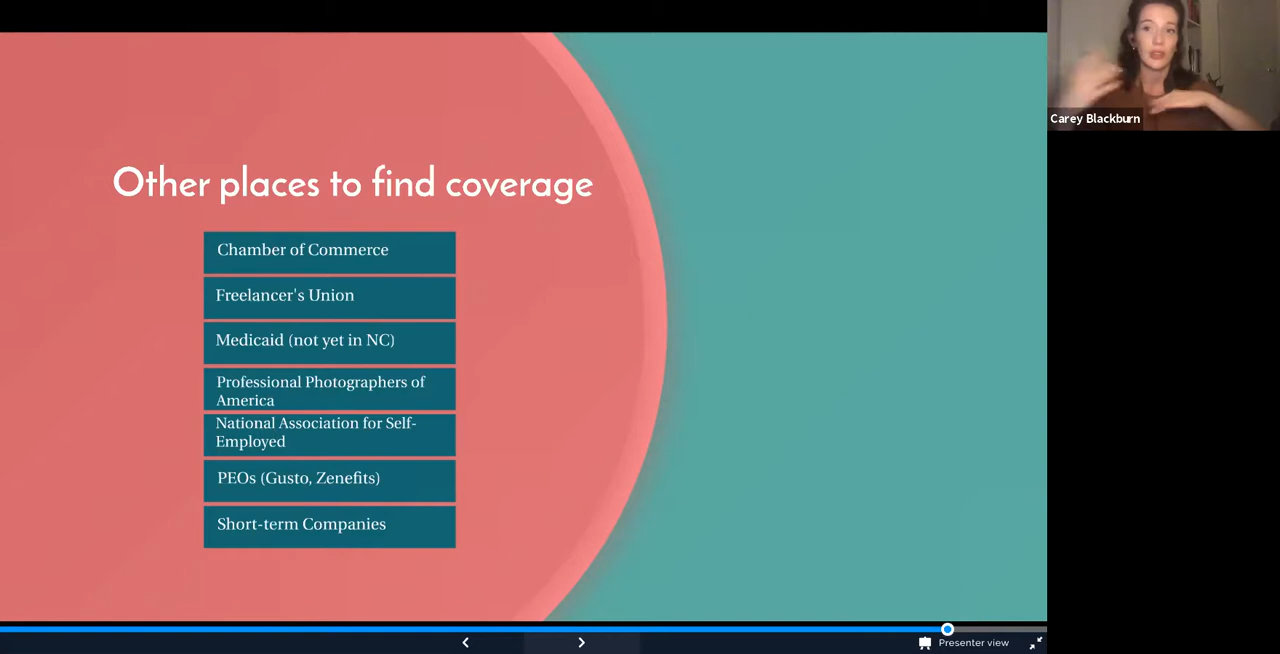 Other places to find coverage
Chamber of Commerce
Freelancer's Union
Medicaid (not yet in NC)
Professional Photographers of
America
National Association for Self-
Employed
PEOs (Gusto, Zenefits)
Short-term Companies
Carey Blackburn
Presenter view